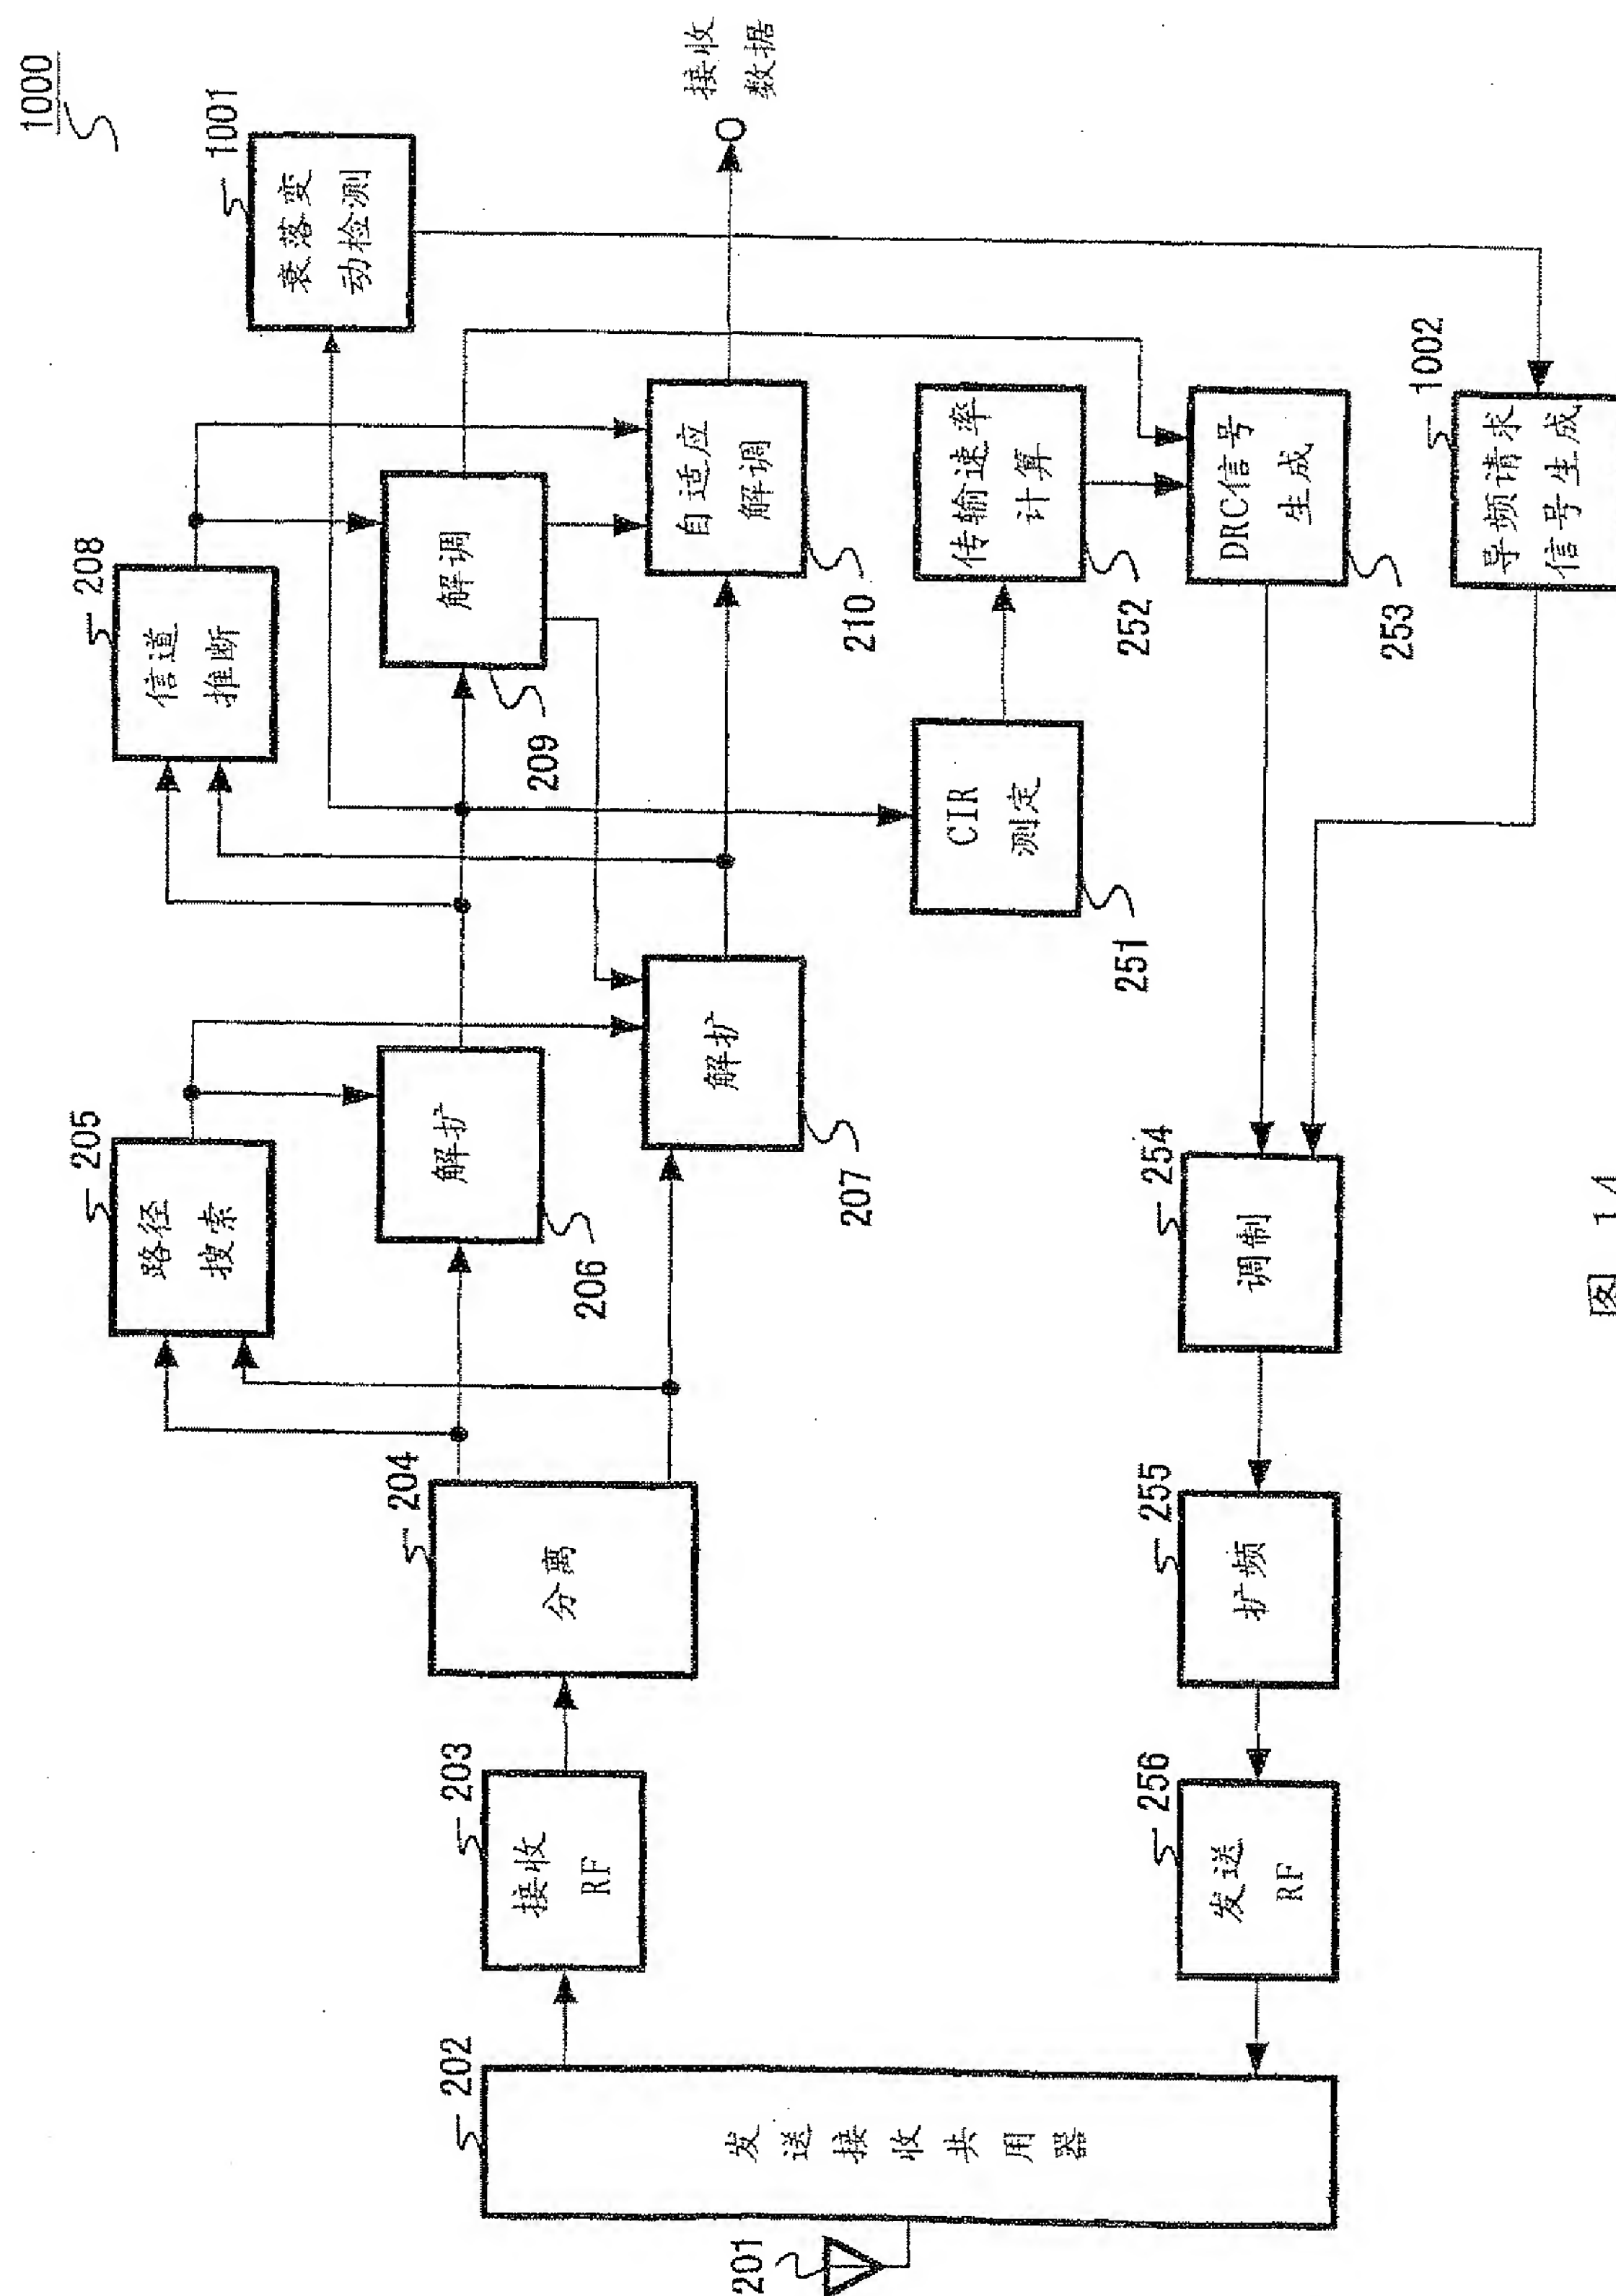 1000
1001
衰落变
动检测
接收
数据
208
信道
推断
解调
209
自适应
解调
210
传输速率
计算
252
DRC信号
生成
253
1002
导频请求
信号生成
205
路径
搜索
解扩
206
解扩
207
CIR
测定
251
254
调制
204
分离
255
扩频
203
接收
RF
256
发送
RF
202
发送接收共用器
201
图 14